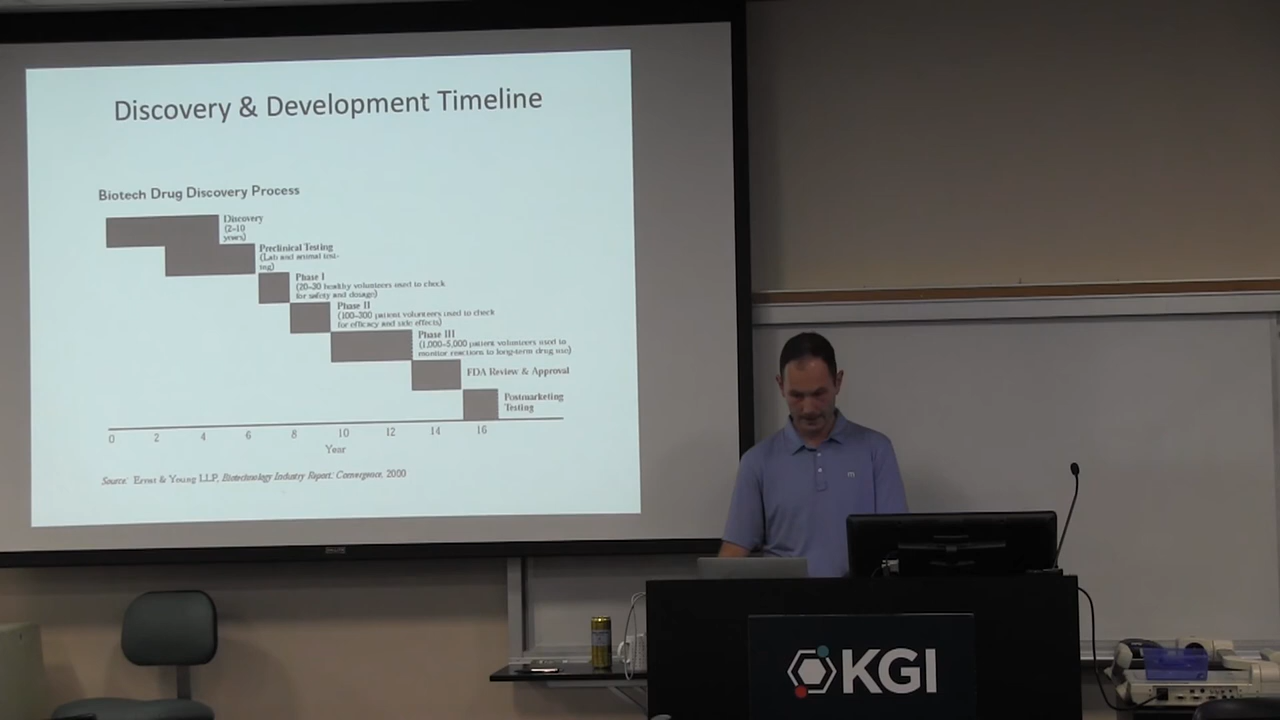 Discovery & Development Timeline
Biotech Drug Discovery Process
Discovery
(2–10
years)
Preclinical Testing
(Lab and animal test-
ing)
Phase I
(20–30 healthy volunteers used to check
for safety and dosage)
Phase II
(100–300 patient volunteers used to check
for efficacy and side effects)
Phase III
(1,000–5,000 patient volunteers used to
monitor reactions to long-term drug use)
FDA Review & Approval
Postmarketing
Testing
0 2 4 6 8 10 12 14 16
Year
Source: Ernst & Young LLP, Biotechnology Industry Report: Convergence, 2000
KGI